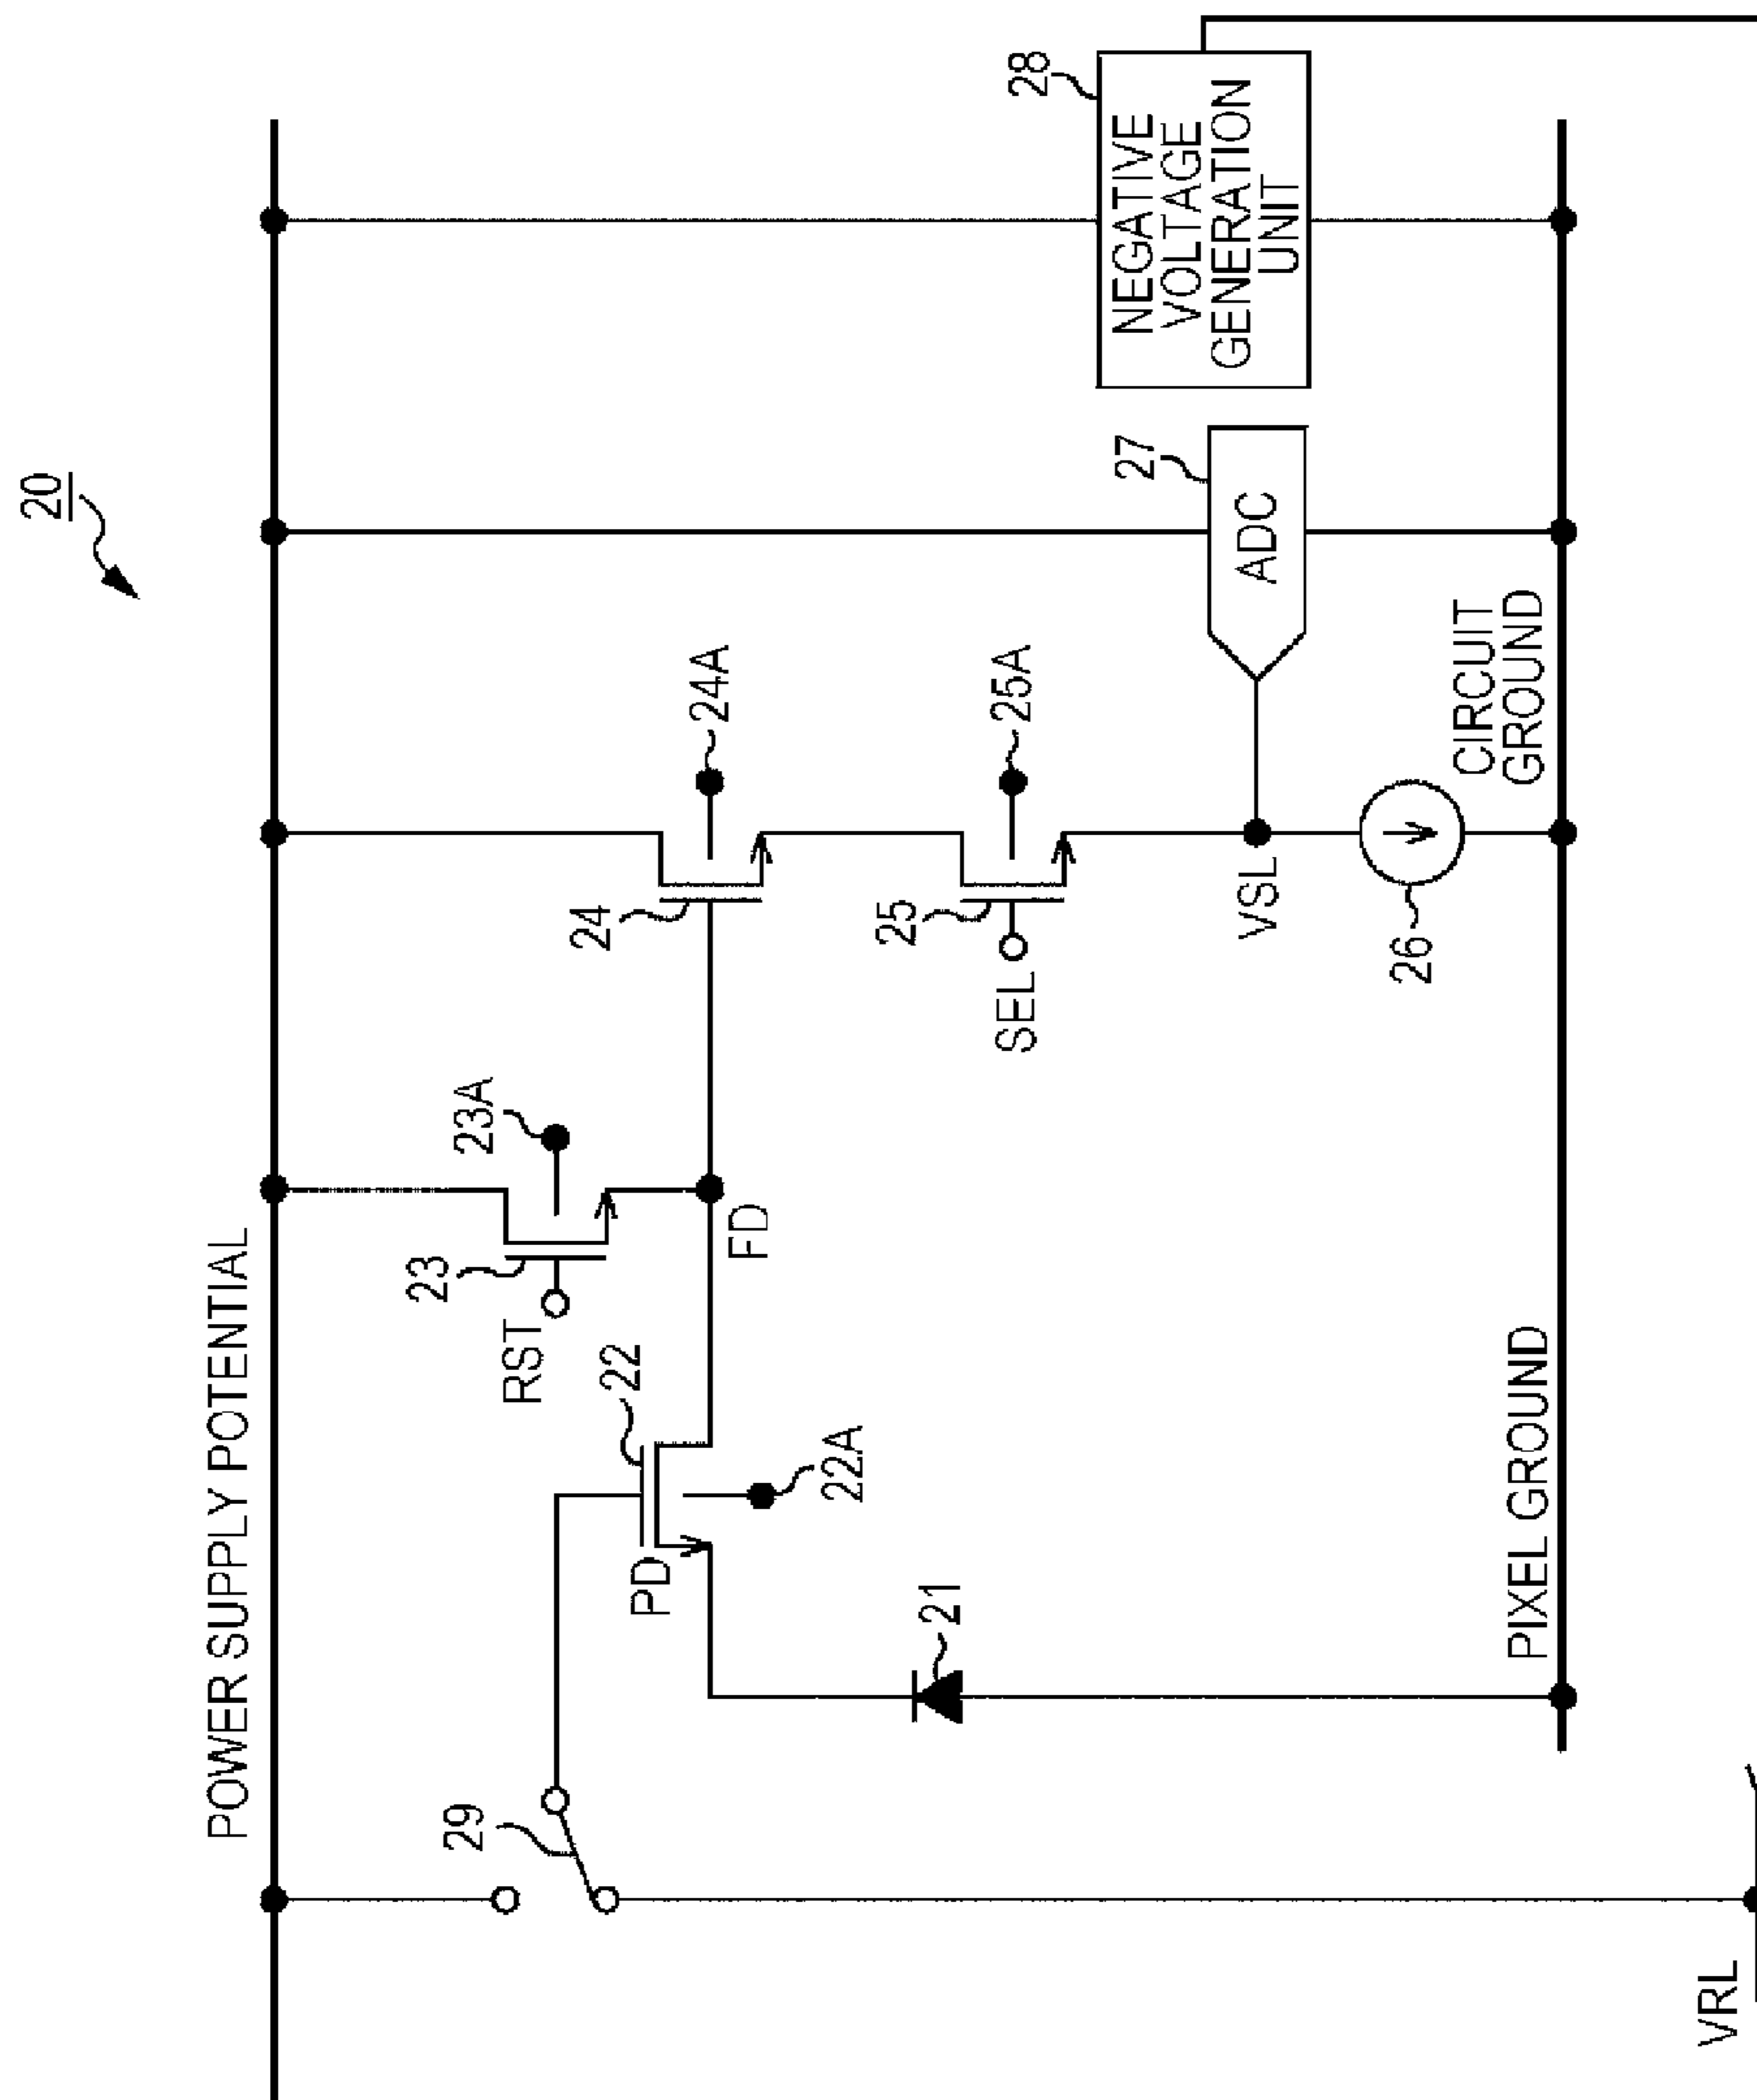 20
POWER SUPPLY POTENTIAL
29
RST
23
23A
PD
22
22A
FD
24
24A
SEL
25
25A
21
VSL
26
27
ADC
28
NEGATIVE
VOLTAGE
GENERATION
UNIT
PIXEL GROUND
CIRCUIT
GROUND
VRL